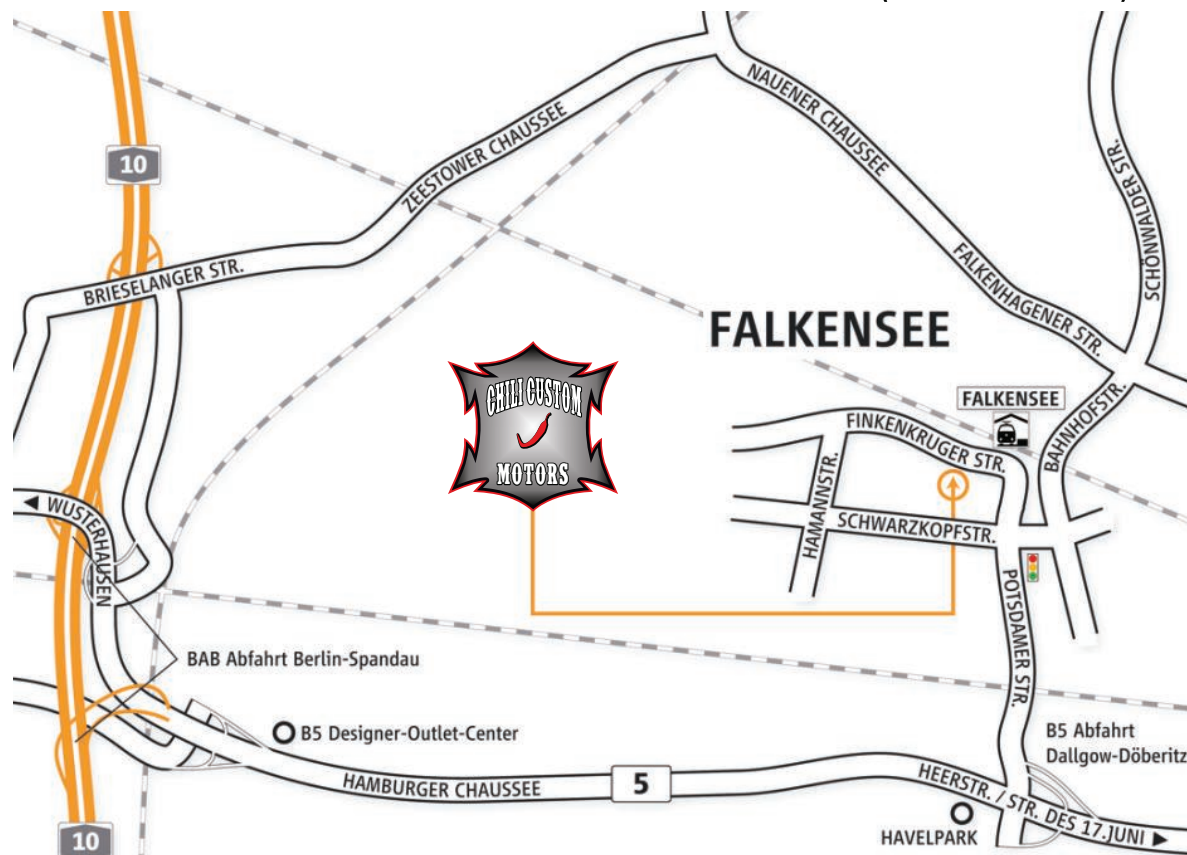 10
ZEESTOWER CHAUSSEE
NAUENER CHAUSSEE
SCHÖNWALDER STR.
BRIESELANGER STR.
FALKENHAGENER STR.
FALKENSEE
CHILI CUSTOM
MOTORS
FALKENSEE
BAHNHOFSTR.
FINKENKRUGER STR.
HAMANNSTR.
SCHWARZKOPFSTR.
◄ WUSTERHAUSEN
POTSDAMER STR.
BAB Abfahrt Berlin-Spandau
B5 Designer-Outlet-Center
B5 Abfahrt
Dallgow-Döberitz
HAMBURGER CHAUSSEE
5
HEERSTR. / STR. DES 17.JUNI ►
HAVELPARK
10